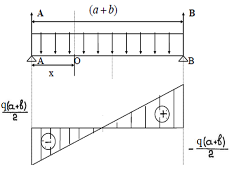 A B
(a+b)
A O B
x
q(a+b)/2
+
−
- q(a+b)/2